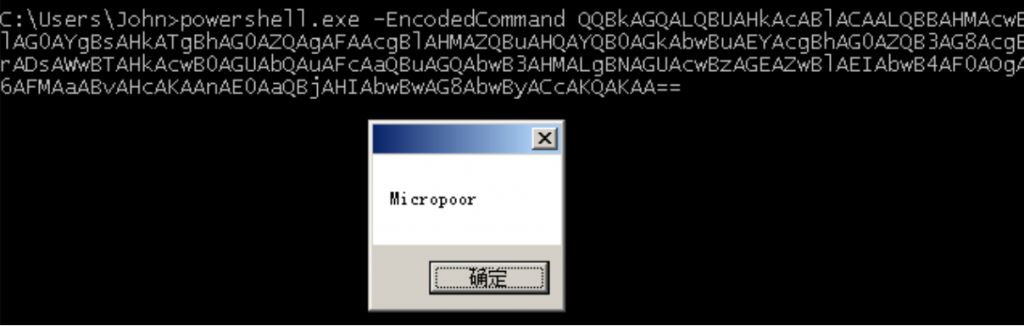 C:\Users\John>powershell.exe -EncodedCommand QQBkAGQALQBUAHkAcABlACAALQBBAHMAcwB
lAG0AYgBsAHkATgBhAG0AZQAgAFAAcgBlAHMAZQBuAHQAYQB0AGkAbwBuAEYAcgBhAG0AZQB3AG8AcgB
rADsAWwBTAHkAcwB0AGUAbQAuAFcAaQBuAGQAbwB3AHMALgBNAGUAcwBzAGEAZwBlAEIAbwB4AF0AOgA
6AFMAaABvAHcAKAAnAE0AaQBjAHIAbwBwAG8AbwByACcAKQAKAA==
Micropoor
确定